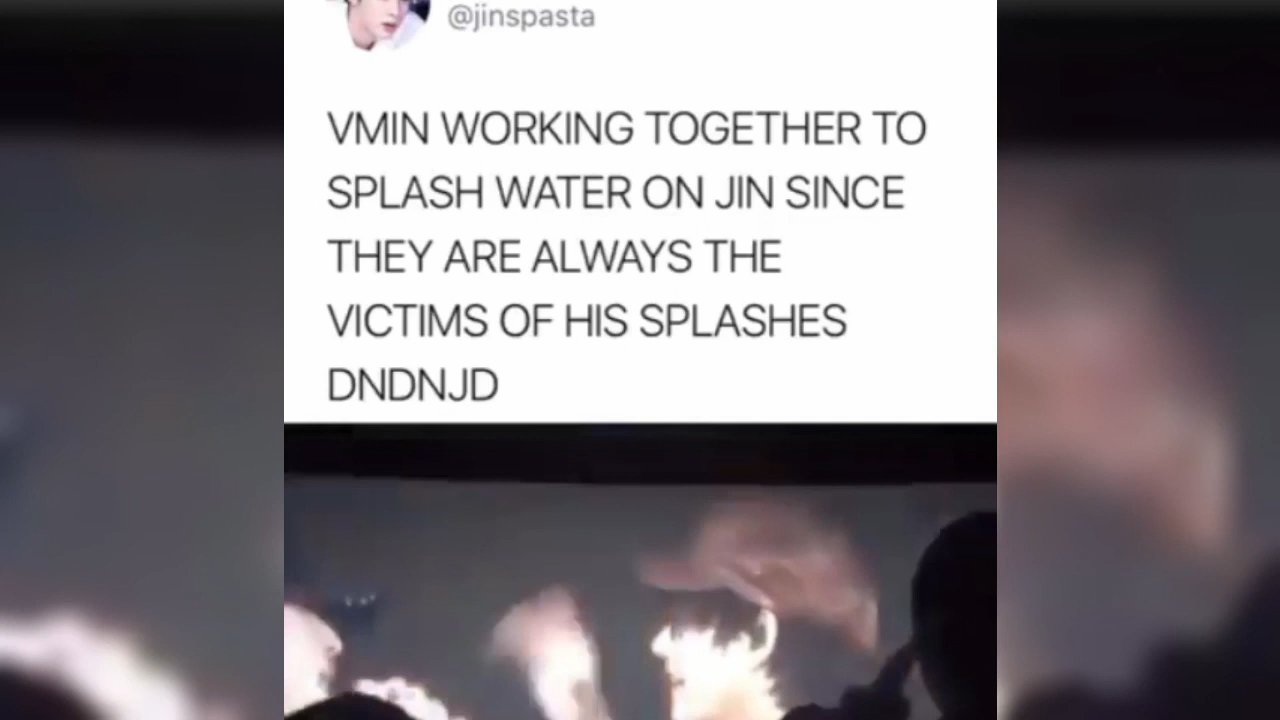 @jinspasta
VMIN WORKING TOGETHER TO
SPLASH WATER ON JIN SINCE
THEY ARE ALWAYS THE
VICTIMS OF HIS SPLASHES
DNDNJD